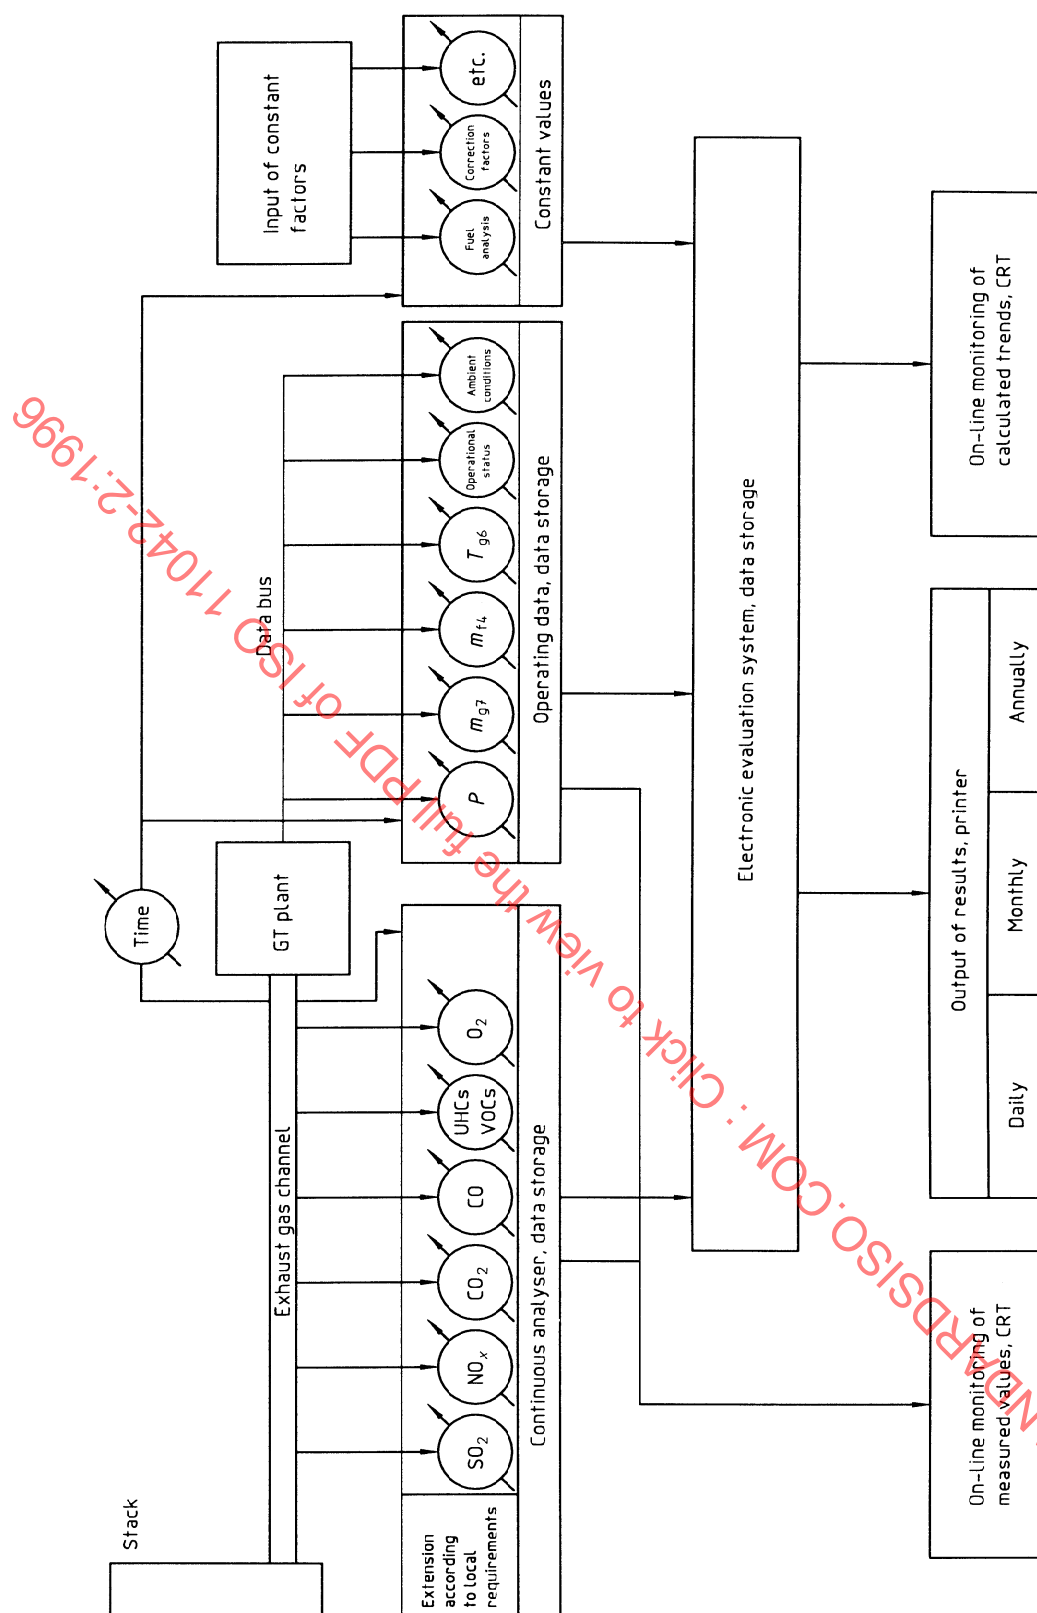 Stack
Exhaust gas channel
Time
GT plant
Data bus
Input of constant
factors
Extension
according
to local
requirements
SO2
NOx
CO2
CO
UHCs
VOCs
O2
Continuous analyser, data storage
P
mg7
mf4
Tg6
Operational
status
Ambient
conditions
Operating data, data storage
Fuel
analysis
Correction
factors
etc.
Constant values
Electronic evaluation system, data storage
On-line monitoring of
measured values, CRT
Output of results, printer
Daily
Monthly
Annually
On-line monitoring of
calculated trends, CRT
NDARDSISO.COM : Click to view the full PDF of ISO 11042-2:1996